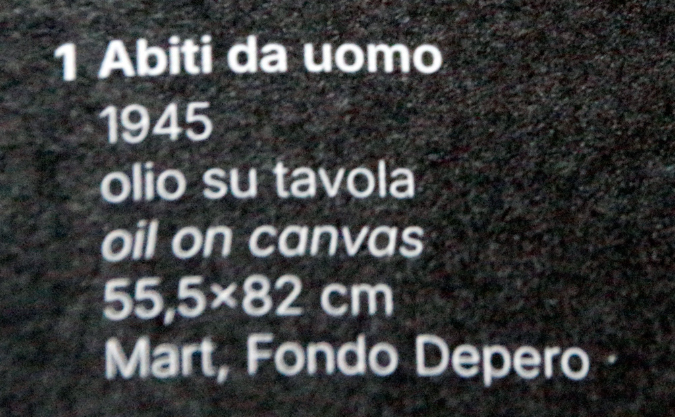 1 Abiti da uomo
1945
olio su tavola
oil on canvas
55,5×82 cm
Mart, Fondo Depero